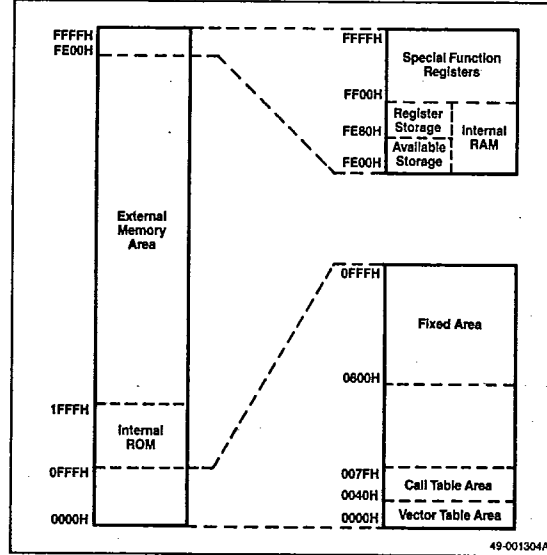 FFFFH
FE00H
External
Memory
Area
1FFFH
Internal
ROM
0FFFH
0000H
FFFFH
Special Function
Registers
FF00H
Register
Storage
Internal
RAM
FE80H
Available
Storage
FE00H
0FFFH
Fixed Area
0600H
007FH
Call Table Area
0040H
Vector Table Area
0000H
49-001304A